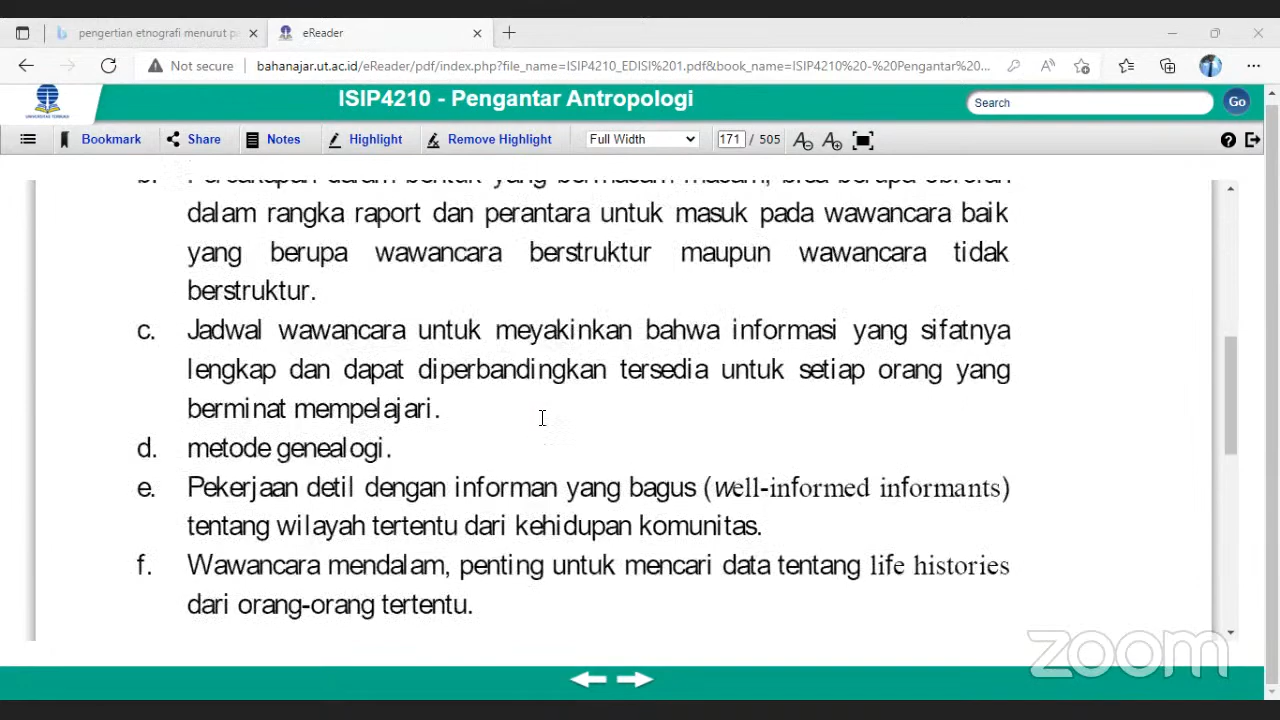 pengertian etnografi menurut p
eReader
Not secure
bahanajar.ut.ac.id/eReader/pdf/index.php?file_name=ISIP4210_EDISI%201.pdf&book_name=ISIP4210%20-%20Pengantar%20...
ISIP4210 - Pengantar Antropologi
Search
Go
UNIVERSITAS TERBUKA
Bookmark
Share
Notes
Highlight
Remove Highlight
Full Width
171 / 505
dalam bentuk yang
dalam rangka raport dan perantara untuk masuk pada wawancara baik
yang berupa wawancara berstruktur maupun wawancara tidak
berstruktur.
c. Jadwal wawancara untuk meyakinkan bahwa informasi yang sifatnya
lengkap dan dapat diperbandingkan tersedia untuk setiap orang yang
berminat mempelajari.
d. metode genealogi.
e. Pekerjaan detil dengan informan yang bagus (well-informed informants)
tentang wilayah tertentu dari kehidupan komunitas.
f. Wawancara mendalam, penting untuk mencari data tentang life histories
dari orang-orang tertentu.
zoom